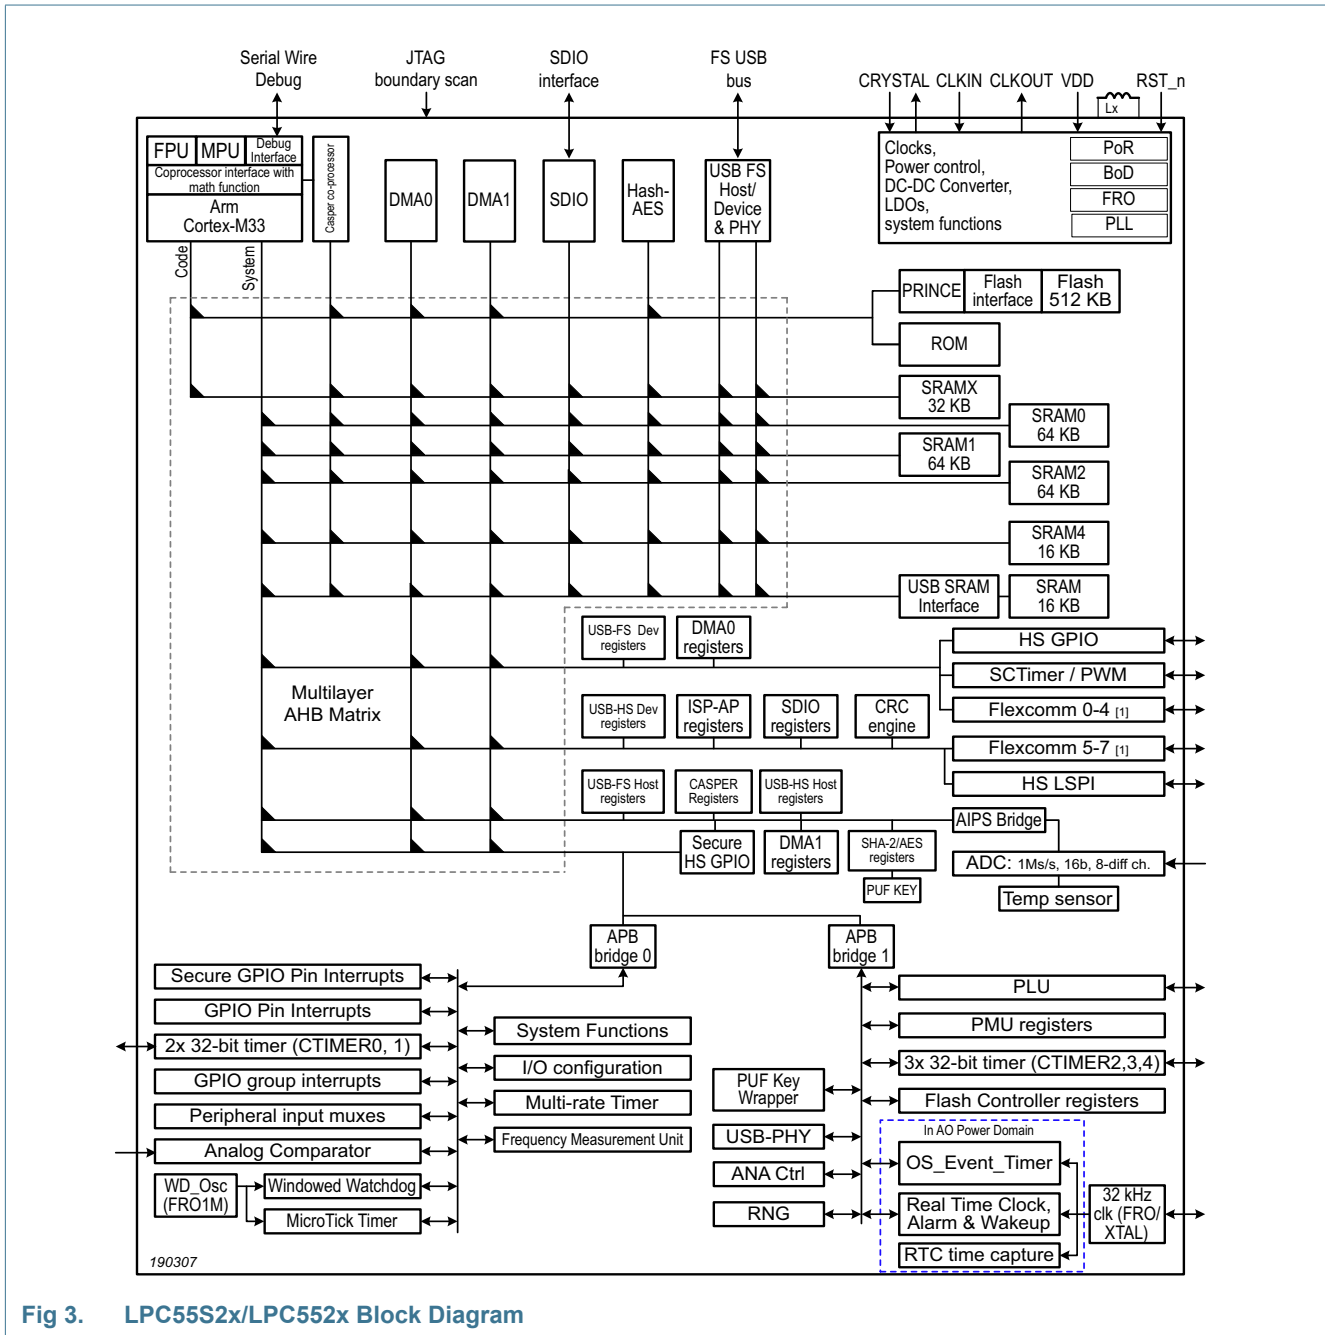 Serial Wire
Debug
JTAG
boundary scan
SDIO
interface
FS USB
bus
CRYSTAL
CLKIN
CLKOUT
VDD
RST_n
Lx
FPU
MPU
Debug
Interface
Coprocessor interface with
math function
Arm
Cortex-M33
Casper co-processor
DMA0
DMA1
SDIO
Hash-
AES
USB FS
Host/
Device
& PHY
Clocks,
Power control,
DC-DC Converter,
LDOs,
system functions
PoR
BoD
FRO
PLL
Code
System
PRINCE
Flash
interface
Flash
512 KB
ROM
SRAMX
32 KB
SRAM0
64 KB
SRAM1
64 KB
SRAM2
64 KB
SRAM4
16 KB
USB SRAM
Interface
SRAM
16 KB
USB-FS Dev
registers
DMA0
registers
HS GPIO
SCTimer / PWM
Flexcomm 0-4 [1]
Multilayer
AHB Matrix
USB-HS Dev
registers
ISP-AP
registers
SDIO
registers
CRC
engine
Flexcomm 5-7 [1]
HS LSPI
USB-FS Host
registers
CASPER
Registers
USB-HS Host
registers
AIPS Bridge
Secure
HS GPIO
DMA1
registers
SHA-2/AES
registers
PUF KEY
ADC: 1Ms/s, 16b, 8-diff ch.
Temp sensor
APB
bridge 0
APB
bridge 1
Secure GPIO Pin Interrupts
GPIO Pin Interrupts
2x 32-bit timer (CTIMER0, 1)
GPIO group interrupts
Peripheral input muxes
Analog Comparator
WD_Osc
(FRO1M)
Windowed Watchdog
MicroTick Timer
System Functions
I/O configuration
Multi-rate Timer
Frequency Measurement Unit
PUF Key
Wrapper
USB-PHY
ANA Ctrl
RNG
PLU
PMU registers
3x 32-bit timer (CTIMER2,3,4)
Flash Controller registers
In AO Power Domain
OS_Event_Timer
Real Time Clock,
Alarm & Wakeup
RTC time capture
32 kHz
clk (FRO/
XTAL)
190307
Fig 3. LPC55S2x/LPC552x Block Diagram